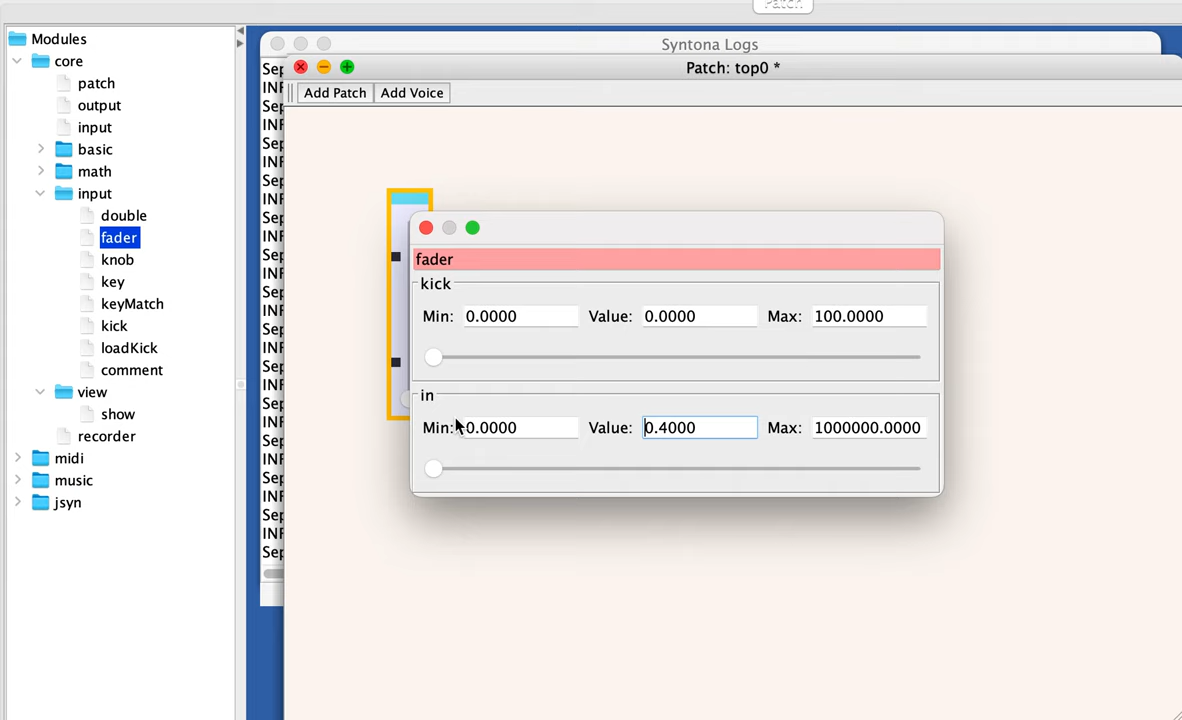 Patch
Modules
core
patch
output
input
basic
math
input
double
fader
knob
key
keyMatch
kick
loadKick
comment
view
show
recorder
midi
music
jsyn
Syntona Logs
Patch: top0 *
Add Patch Add Voice
fader
kick
Min: 0.0000 Value: 0.0000 Max: 100.0000
in
Min: 0.0000 Value: 0.4000 Max: 1000000.0000